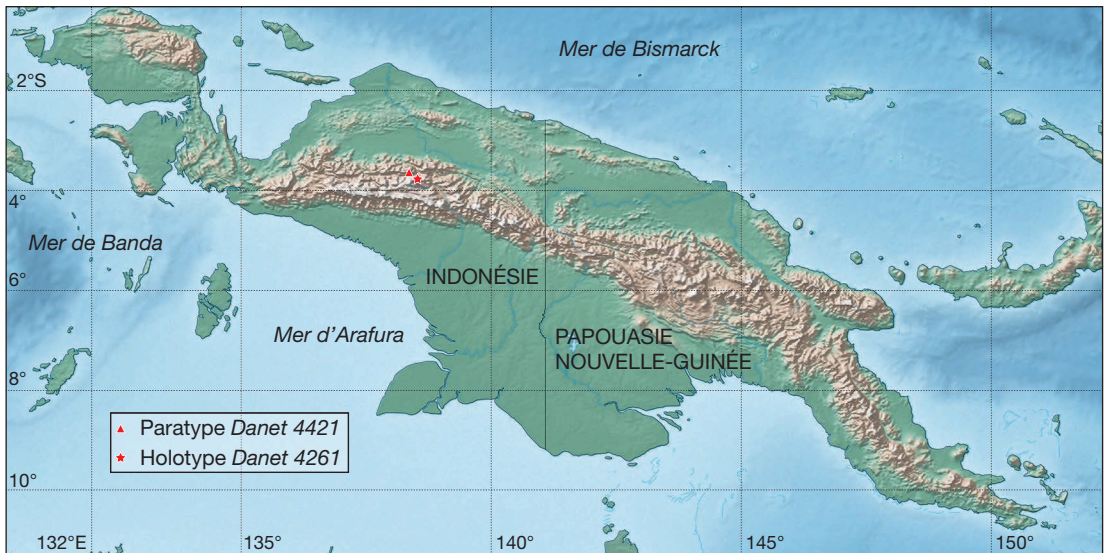 Mer de Bismarck
2°S
4°
Mer de Banda
INDONÉSIE
6°
Mer d'Arafura
PAPOUASIE
NOUVELLE-GUINÉE
8°
Paratype Danet 4421
Holotype Danet 4261
10°
132°E 135° 140° 145° 150°